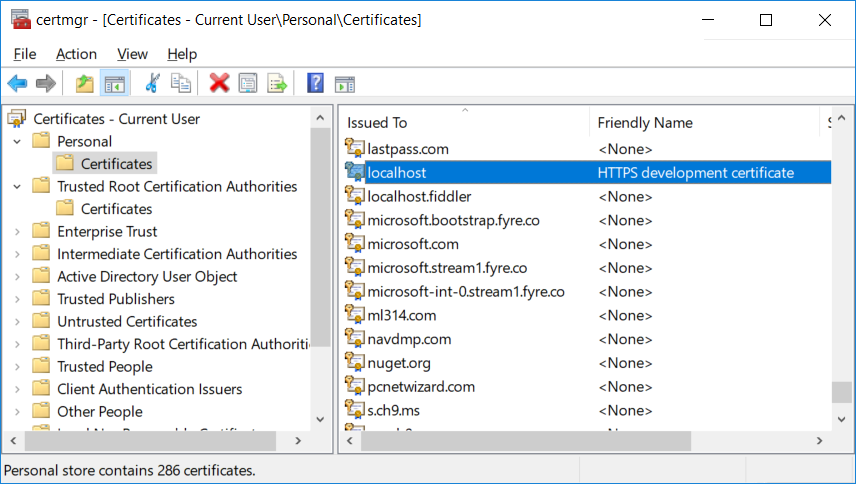 certmgr - [Certificates - Current User\Personal\Certificates]
File Action View Help
Certificates - Current User
Personal
Certificates
Trusted Root Certification Authorities
Certificates
Enterprise Trust
Intermediate Certification Authorities
Active Directory User Object
Trusted Publishers
Untrusted Certificates
Third-Party Root Certification Authoriti
Trusted People
Client Authentication Issuers
Other People
Issued To Friendly Name S
lastpass.com <None>
localhost HTTPS development certificate
localhost.fiddler <None>
microsoft.bootstrap.fyre.co <None>
microsoft.com <None>
microsoft.stream1.fyre.co <None>
microsoft-int-0.stream1.fyre.co <None>
ml314.com <None>
navdmp.com <None>
nuget.org <None>
pcnetwizard.com <None>
s.ch9.ms <None>
Personal store contains 286 certificates.